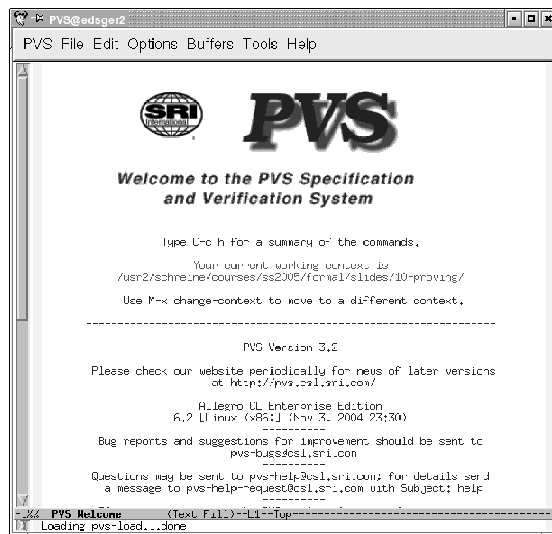 PVS@edsger2
PVS File Edit Options Buffers Tools Help
SRI
International
PVS
Welcome to the PVS Specification
and Verification System
Type C-c h for a summary of the commands.
Your current working context is
/usr2/schreine/courses/ss2005/formal/slides/10-proving/
Use M-x change-context to move to a different context.
PVS Version 3.2
Please check our website periodically for news of later versions
at http://pvs.csl.sri.com/
Allegro CL Enterprise Edition
6.2 [Linux (x86)] (Nov 3, 2004 23:30)
----------
Bug reports and suggestions for improvement should be sent to
pvs-bugs@csl.sri.com
----------
Questions may be sent to pvs-help@csl.sri.com; for details send
a message to pvs-help-request@csl.sri.com with Subject: help
----------
-%% PVS Welcome (Text Fill)--L1--Top
Loading pvs-load...done